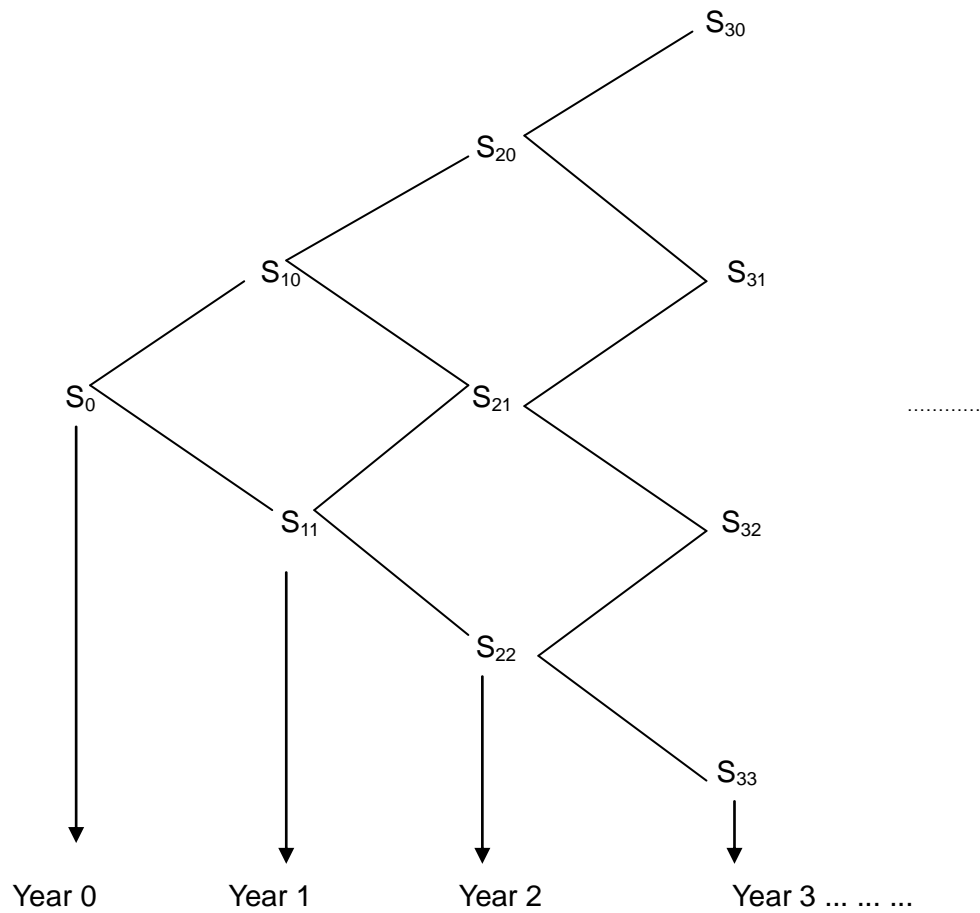 S₃₀
S₂₀
S₁₀
S₃₁
S₀
S₂₁
............
S₁₁
S₃₂
S₂₂
S₃₃
Year 0
Year 1
Year 2
Year 3 ... ... ...